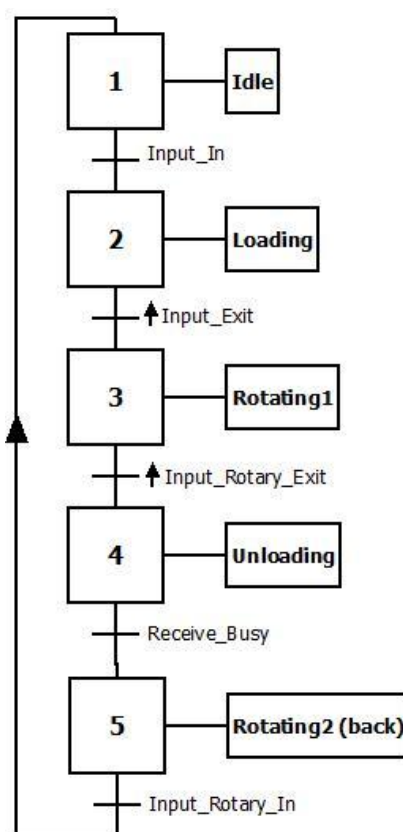 1
Idle
Input_In
2
Loading
Input_Exit
3
Rotating1
Input_Rotary_Exit
4
Unloading
Receive_Busy
5
Rotating2 (back)
Input_Rotary_In